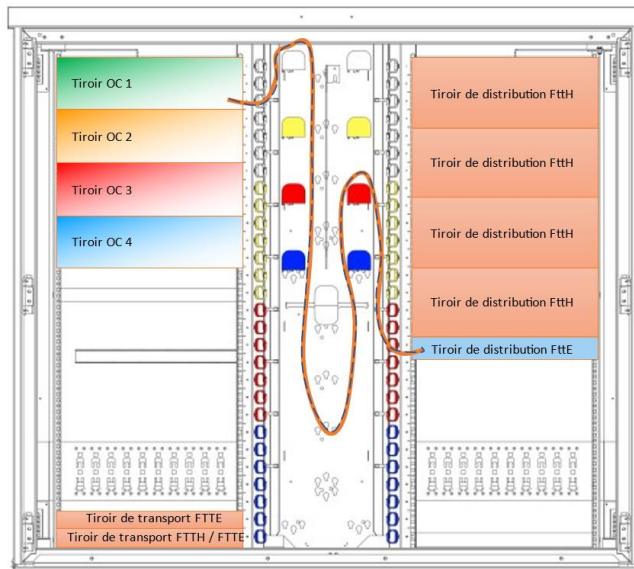 Tiroir OC 1
Tiroir OC 2
Tiroir OC 3
Tiroir OC 4
Tiroir de transport FTTE
Tiroir de transport FTTH / FTTE
Tiroir de distribution FttH
Tiroir de distribution FttH
Tiroir de distribution FttH
Tiroir de distribution FttH
Tiroir de distribution FttE